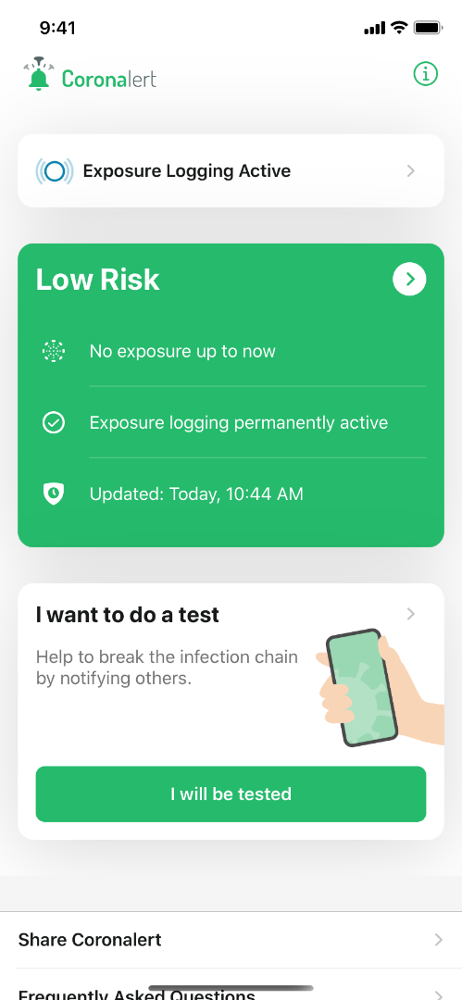 9:41
Coronalert
Exposure Logging Active
Low Risk
No exposure up to now
Exposure logging permanently active
Updated: Today, 10:44 AM
I want to do a test
Help to break the infection chain
by notifying others.
I will be tested
Share Coronalert
Frequently Asked Questions